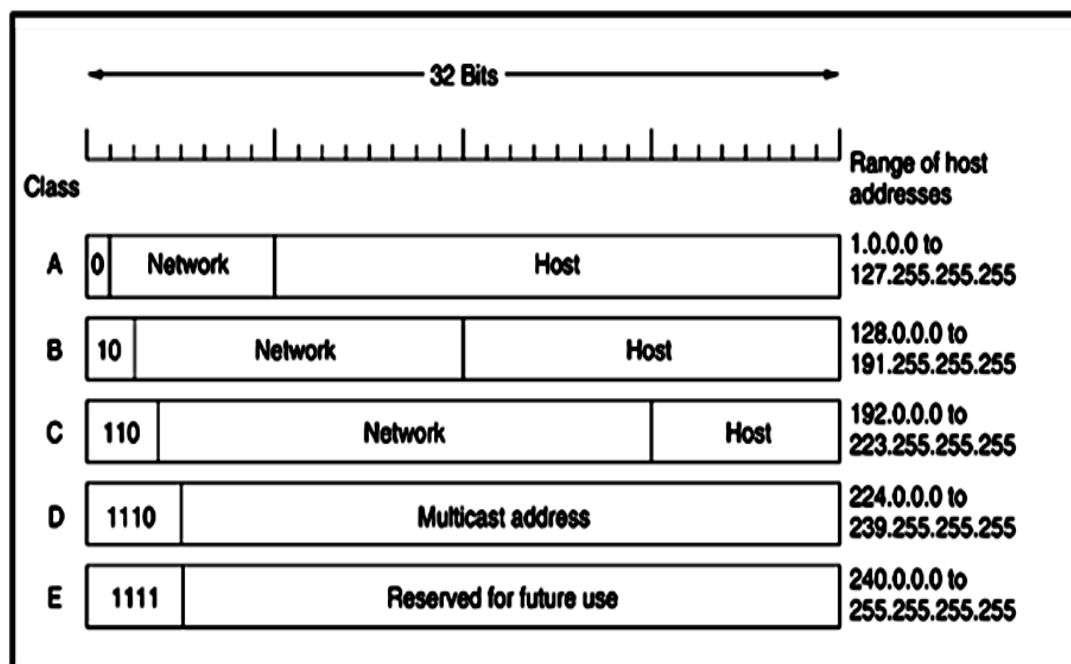 32 Bits
Class
Range of host
addresses
A
0
Network
Host
1.0.0.0 to
127.255.255.255
B
10
Network
Host
128.0.0.0 to
191.255.255.255
C
110
Network
Host
192.0.0.0 to
223.255.255.255
D
1110
Multicast address
224.0.0.0 to
239.255.255.255
E
1111
Reserved for future use
240.0.0.0 to
255.255.255.255